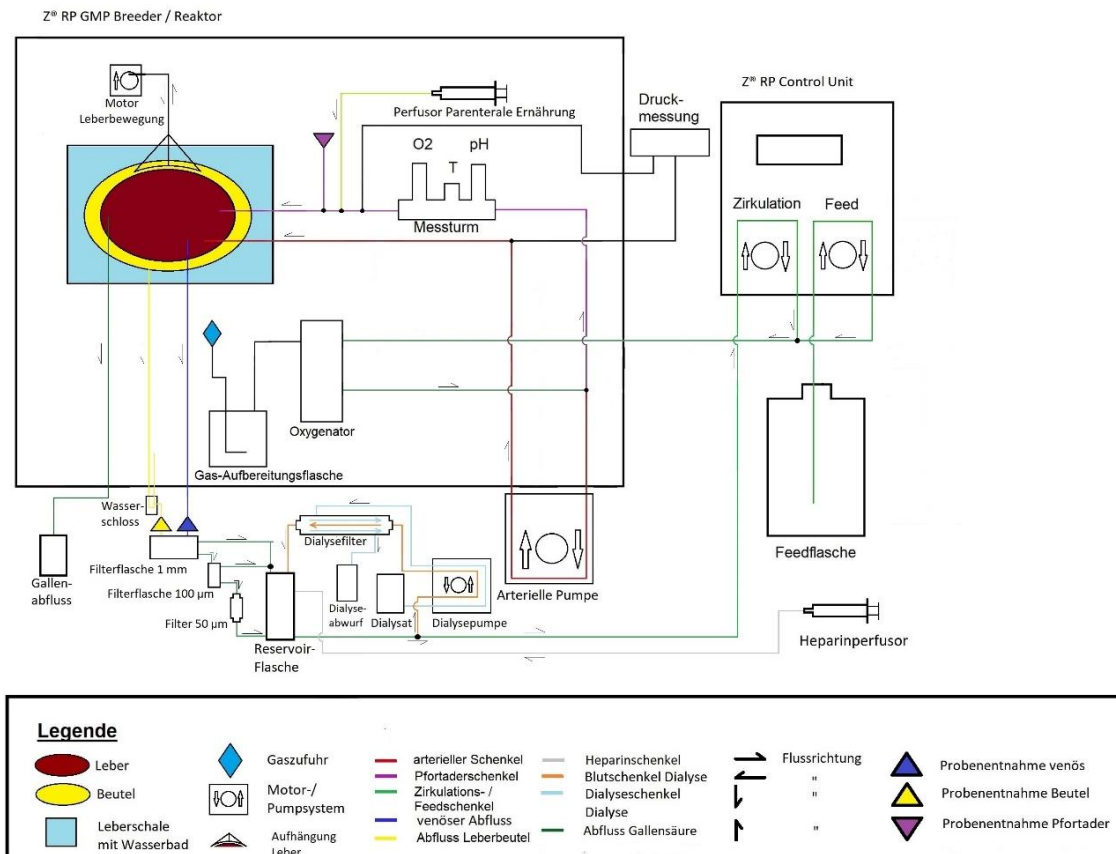 Z® RP GMP Breeder / Reaktor
Motor
Leberbewegung
Perfusor Parenterale Ernährung
O2
pH
T
Messturm
Druck-
messung
Z® RP Control Unit
Zirkulation
Feed
Oxygenator
Gas-Aufbereitungsflasche
Wasser-
schloss
Gallen-
abfluss
Filterflasche 1 mm
Filterflasche 100 µm
Filter 50 µm
Reservoir-
Flasche
Dialysefilter
Dialyse-
abwurf
Dialysat
Dialysepumpe
Arterielle Pumpe
Feedflasche
Heparinperfusor
Legende
Leber
Beutel
Leberschale
mit Wasserbad
Gaszufuhr
Motor-/
Pumpsystem
Aufhängung
Leber
arterieller Schenkel
Pfortaderschenkel
Zirkulations- /
Feedschenkel
venöser Abfluss
Abfluss Leberbeutel
Heparinschenkel
Blutschenkel Dialyse
Dialyseschenkel
Dialyse
Abfluss Gallensäure
Flussrichtung
"
"
"
Probenentnahme venös
Probenentnahme Beutel
Probenentnahme Pfortader